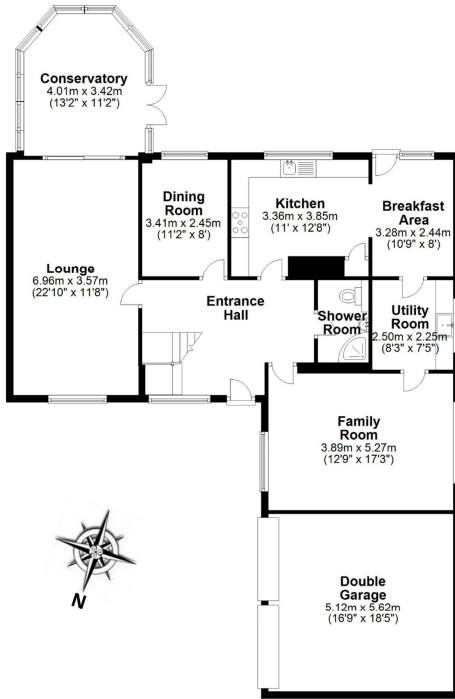 Conservatory
4.01m x 3.42m
(13'2" x 11'2")
Dining
Room
3.41m x 2.45m
(11'2" x 8')
Kitchen
3.36m x 3.85m
(11' x 12'8")
Breakfast
Area
3.28m x 2.44m
(10'9" x 8')
Lounge
6.96m x 3.57m
(22'10" x 11'8")
Entrance
Hall
Shower
Room
Utility
Room
2.50m x 2.25m
(8'3" x 7'5")
Family
Room
3.89m x 5.27m
(12'9" x 17'3")
N
Double
Garage
5.12m x 5.62m
(16'9" x 18'5")